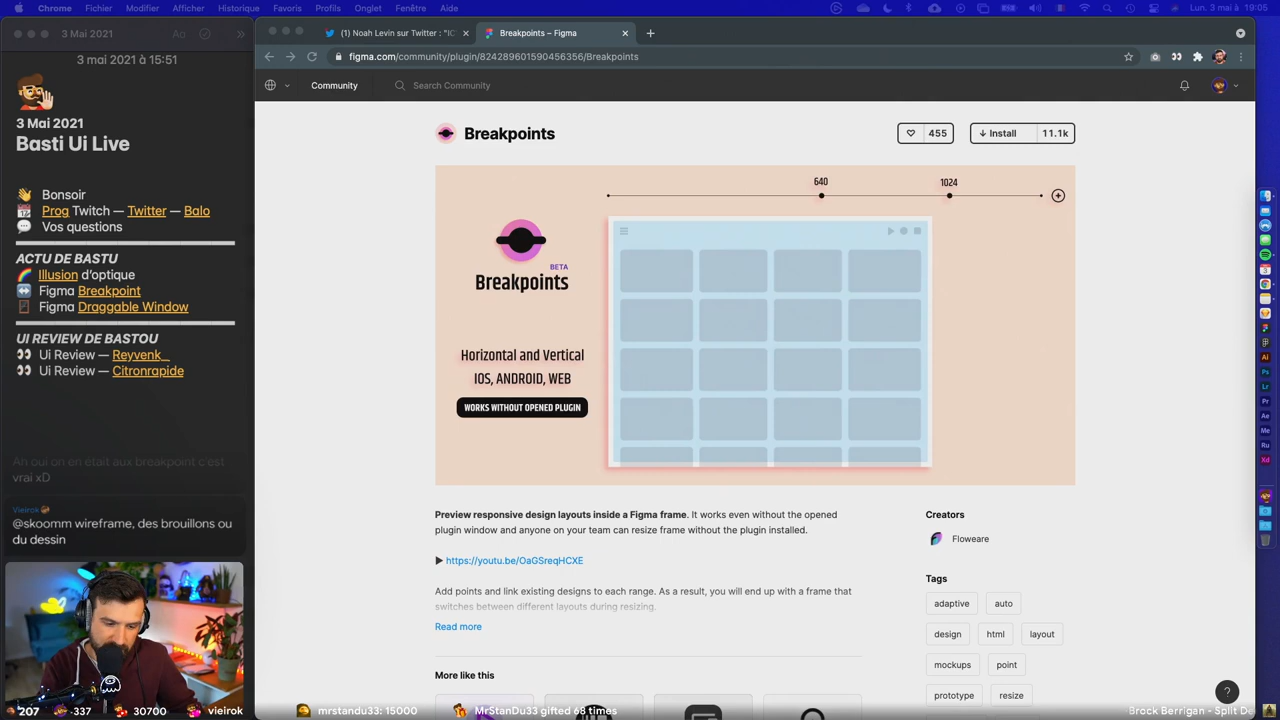 Chrome Fichier Modifier Afficher Historique Favoris Profils Onglet Fenêtre Aide
Lun. 3 mai à 19:05
3 Mai 2021
3 mai 2021 à 15:51
3 Mai 2021
Basti Ui Live
👋 Bonsoir
Prog Twitch — Twitter — Balo
💬 Vos questions
ACTU DE BASTU
🌈 Illusion d'optique
↔️ Figma Breakpoint
🚪 Figma Draggable Window
UI REVIEW DE BASTOU
👀 Ui Review — Reyvenk_
👀 Ui Review — Citronrapide
Ah oui on en était aux breakpoint c'est
vrai xD
Vieirok
@skoomm wireframe, des brouillons ou
du dessin
207 -337 30700 vieirok
mrstandu33: 15000
MrStanDu33 gifted 68 times
Brock Berrigan - Split De
(1) Noah Levin sur Twitter : "IC
Breakpoints – Figma
figma.com/community/plugin/824289601590456356/Breakpoints
Community
Search Community
Breakpoints
455
Install 11.1k
640
1024
BETA
Breakpoints
Horizontal and Vertical
IOS, ANDROID, WEB
WORKS WITHOUT OPENED PLUGIN
Preview responsive design layouts inside a Figma frame. It works even without the opened
plugin window and anyone on your team can resize frame without the plugin installed.
▶ https://youtu.be/OaGSreqHCXE
Add points and link existing designs to each range. As a result, you will end up with a frame that
switches between different layouts during resizing.
Read more
More like this
Creators
Floweare
Tags
adaptive auto
design html layout
mockups point
prototype resize
?
Ai
Ps
Lr
Pr
Ae
Me
Ru
Xd